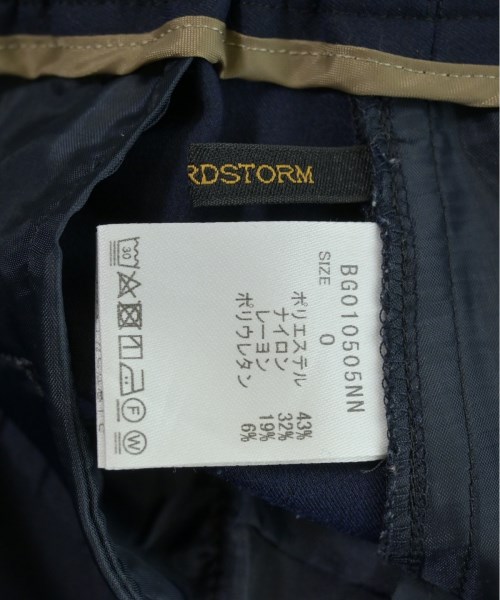 RDSTORM
BG010505NN
SIZE 0
ポリエステル 43%
ナイロン 32%
レーヨン 19%
ポリウレタン 6%
30
F
W